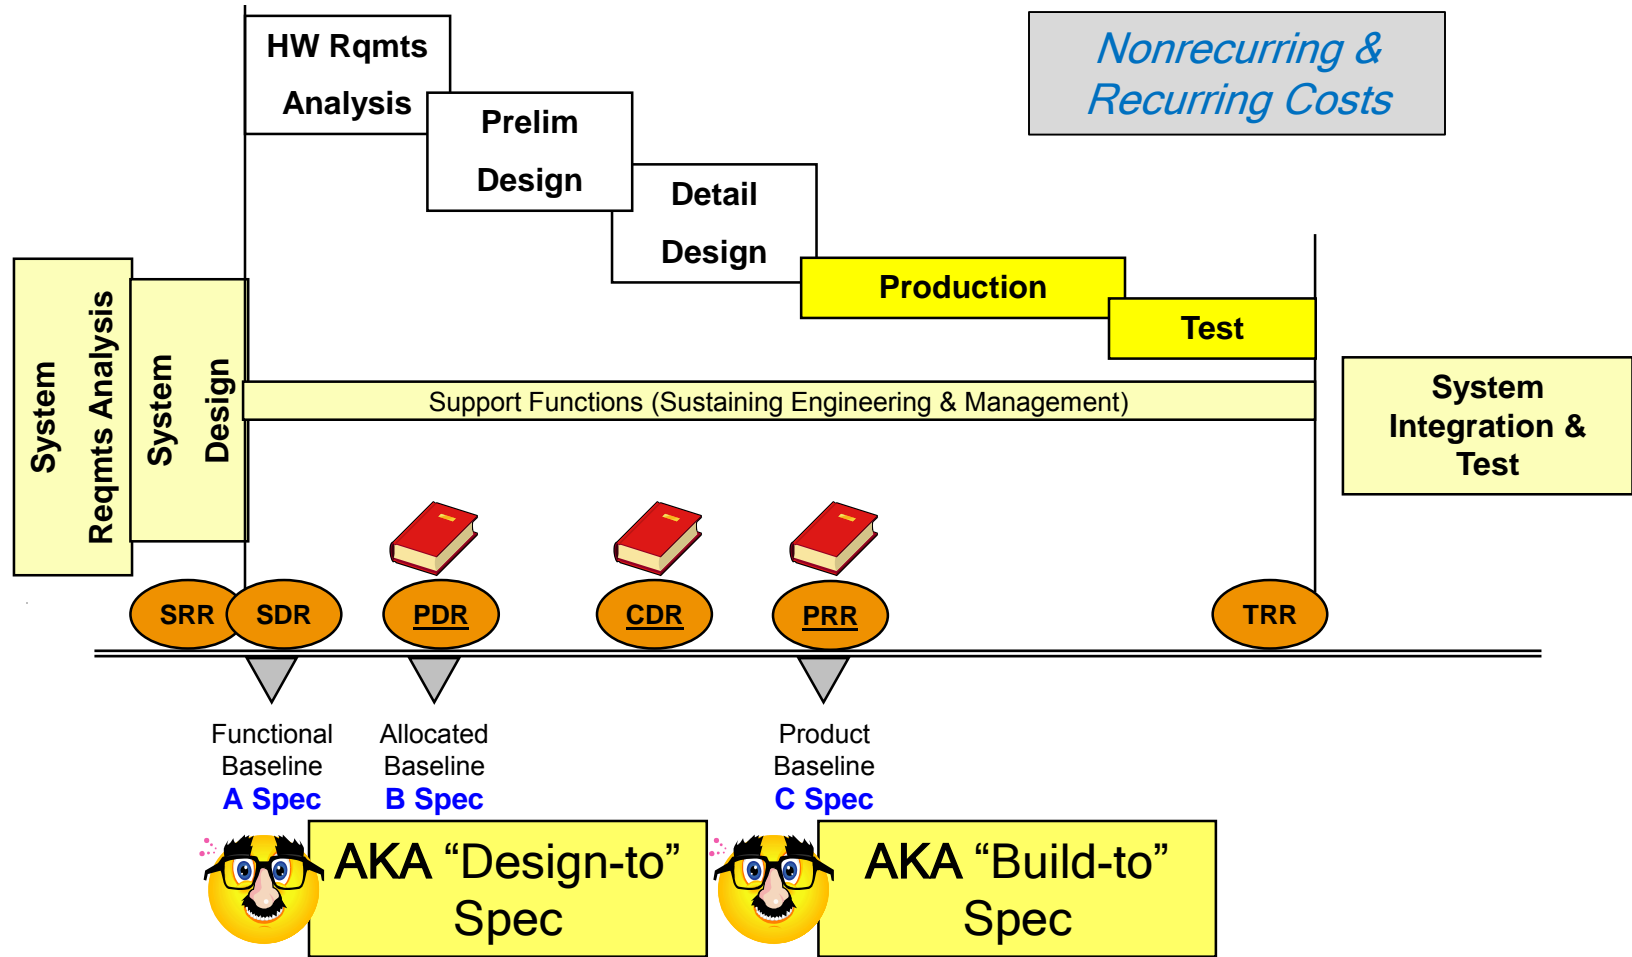 HW Rqmts
Analysis
Nonrecurring &
Recurring Costs
Prelim
Design
Detail
Design
Production
Test
System
Reqmts Analysis
System
Design
Support Functions (Sustaining Engineering & Management)
System
Integration &
Test
SRR
SDR
PDR
CDR
PRR
TRR
Functional
Baseline
A Spec
Allocated
Baseline
B Spec
Product
Baseline
C Spec
AKA “Design-to”
Spec
AKA “Build-to”
Spec